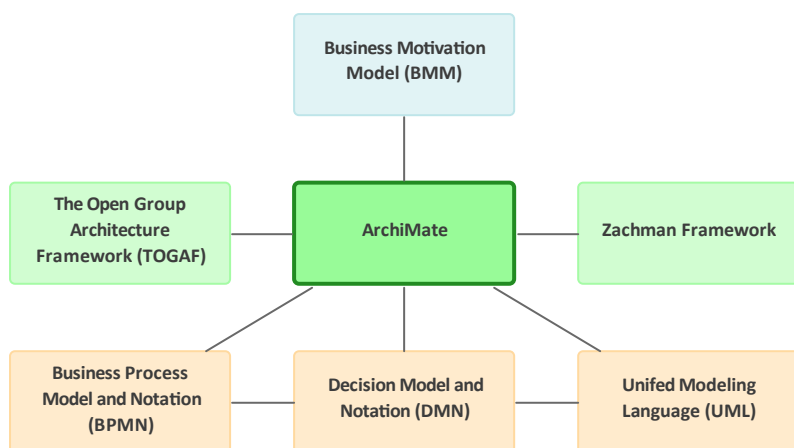 Business Motivation
Model (BMM)
The Open Group
Architecture
Framework (TOGAF)
ArchiMate
Zachman Framework
Business Process
Model and Notation
(BPMN)
Decision Model and
Notation (DMN)
Unifed Modeling
Language (UML)